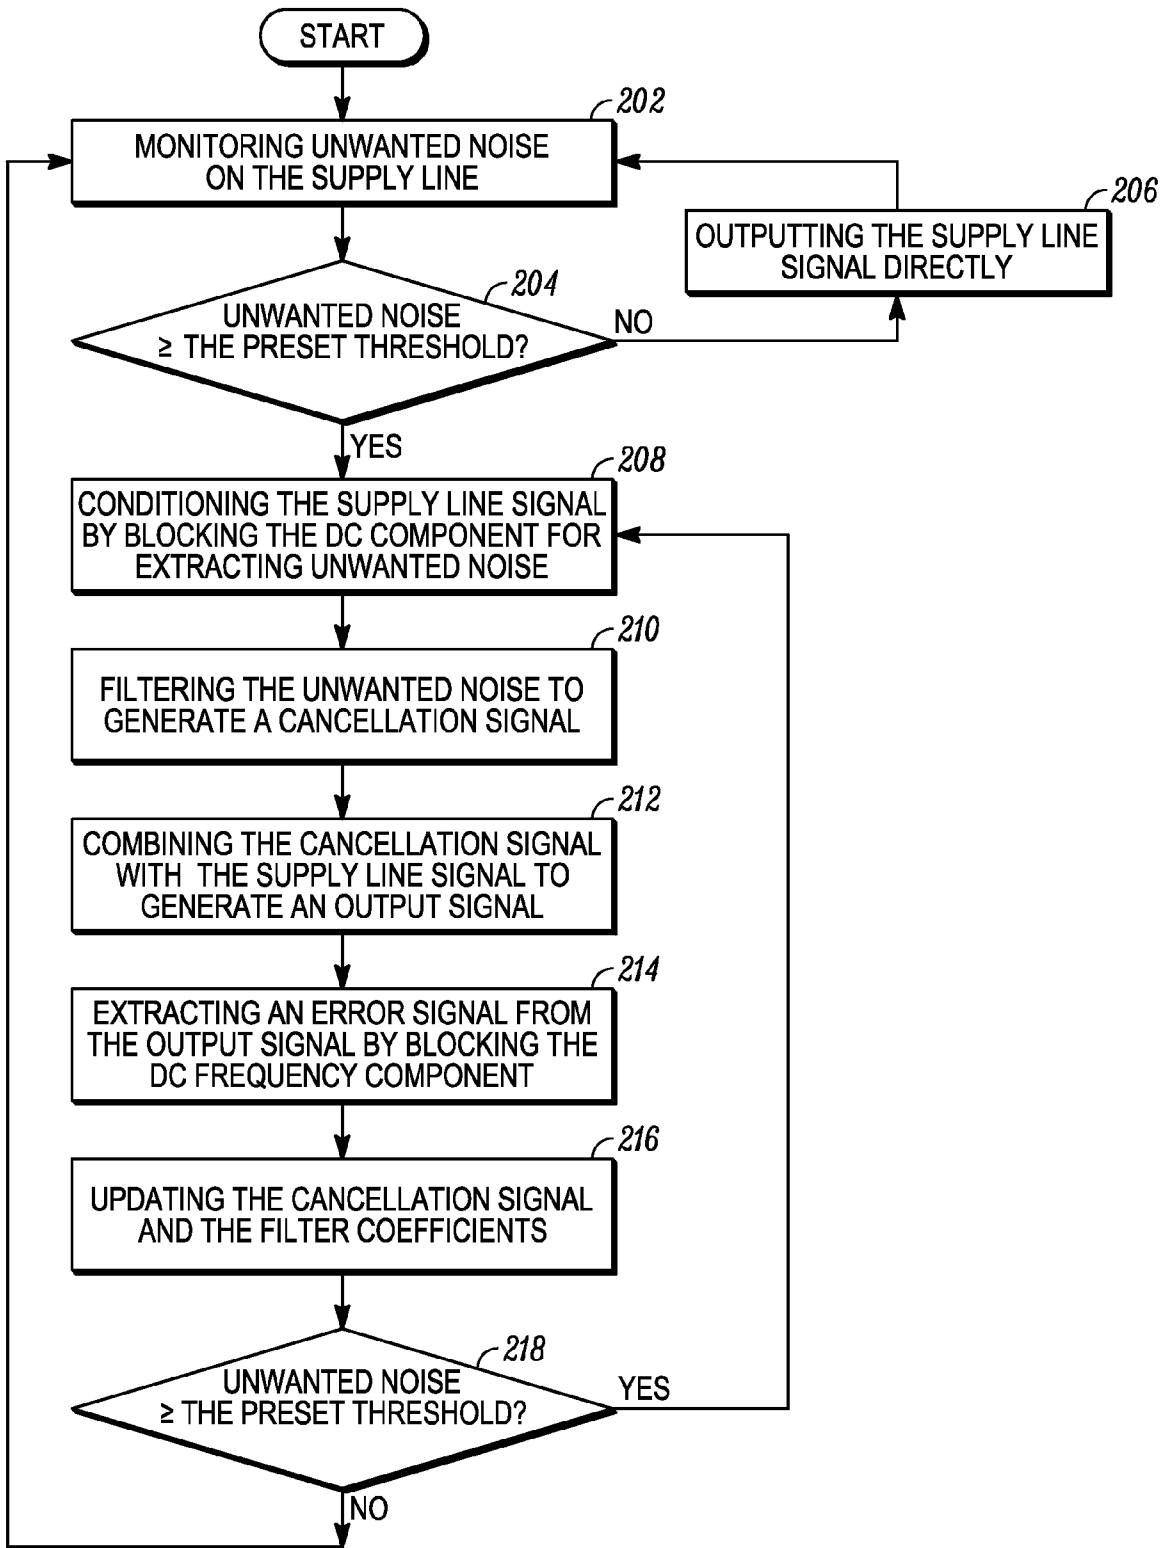 START
202
MONITORING UNWANTED NOISE
ON THE SUPPLY LINE
206
OUTPUTTING THE SUPPLY LINE
SIGNAL DIRECTLY
204
UNWANTED NOISE
≥ THE PRESET THRESHOLD?
NO
YES
208
CONDITIONING THE SUPPLY LINE SIGNAL
BY BLOCKING THE DC COMPONENT FOR
EXTRACTING UNWANTED NOISE
210
FILTERING THE UNWANTED NOISE TO
GENERATE A CANCELLATION SIGNAL
212
COMBINING THE CANCELLATION SIGNAL
WITH THE SUPPLY LINE SIGNAL TO
GENERATE AN OUTPUT SIGNAL
214
EXTRACTING AN ERROR SIGNAL FROM
THE OUTPUT SIGNAL BY BLOCKING THE
DC FREQUENCY COMPONENT
216
UPDATING THE CANCELLATION SIGNAL
AND THE FILTER COEFFICIENTS
218
UNWANTED NOISE
≥ THE PRESET THRESHOLD?
YES
NO